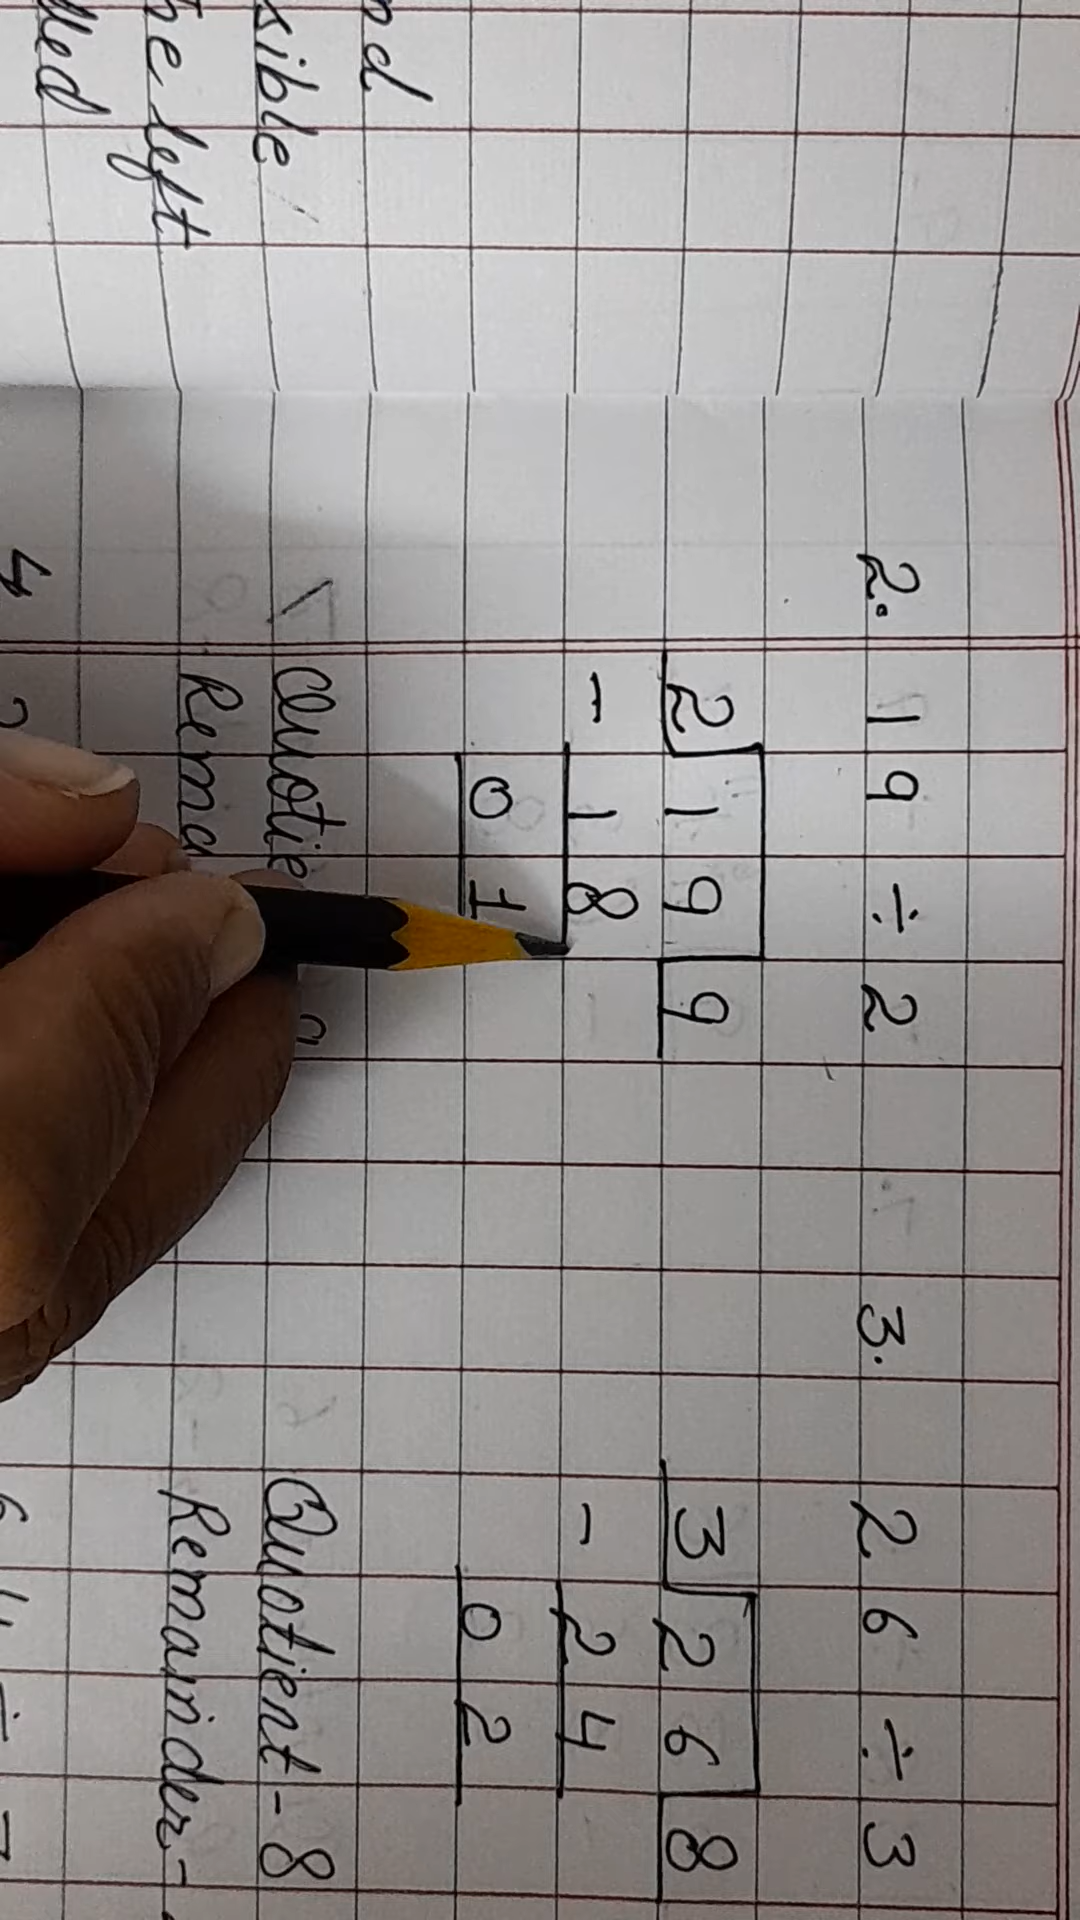 nd
sible
he left
lled
2. 19 ÷ 2
2 19 9
- 18
01
Quotie
Rema
3. 26 ÷ 3
3 26 8
- 24
02
Quotient - 8
Remainder -